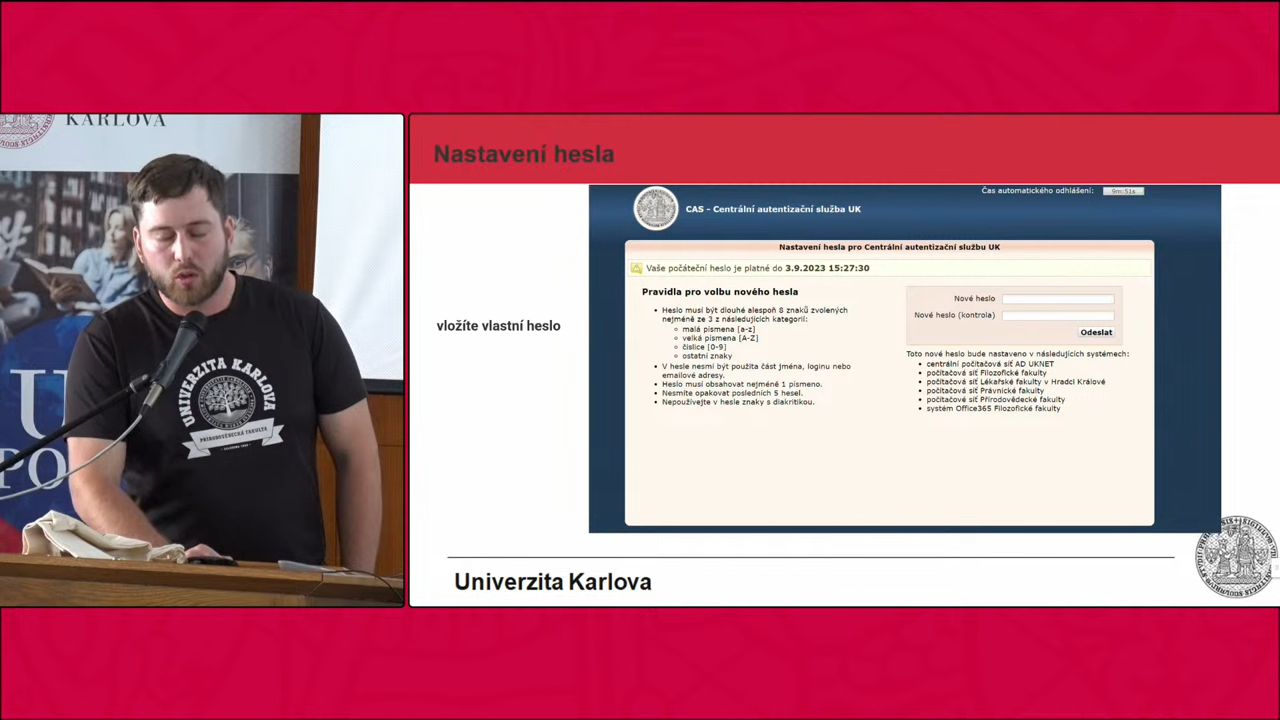 KARLOVA
UNIVERZITA KARLOVA
PŘÍRODOVĚDECKÁ FAKULTA
U
PO
Nastavení hesla
vložíte vlastní heslo
Čas automatického odhlášení: 9m:51s
CAS - Centrální autentizační služba UK
Nastavení hesla pro Centrální autentizační službu UK
Vaše počáteční heslo je platné do 3.9.2023 15:27:30
Pravidla pro volbu nového hesla
• Heslo musí být dlouhé alespoň 8 znaků zvolených
nejméně ze 3 z následujících kategorií:
malá písmena [a-z]
velká písmena [A-Z]
číslice [0-9]
ostatní znaky
• V hesle nesmí být použita část jména, loginu nebo
emailové adresy.
• Heslo musí obsahovat nejméně 1 písmeno.
• Nesmíte opakovat posledních 5 hesel.
• Nepoužívejte v hesle znaky s diakritikou.
Nové heslo
Nové heslo (kontrola)
Odeslat
Toto nové heslo bude nastaveno v následujících systémech:
• centrální počítačová síť AD UKNET
• počítačová síť Filozofické fakulty
• počítačová síť Lékařské fakulty v Hradci Králové
• počítačová síť Právnické fakulty
• počítačové síť Přírodovědecké fakulty
• systém Office365 Filozofické fakulty
Univerzita Karlova